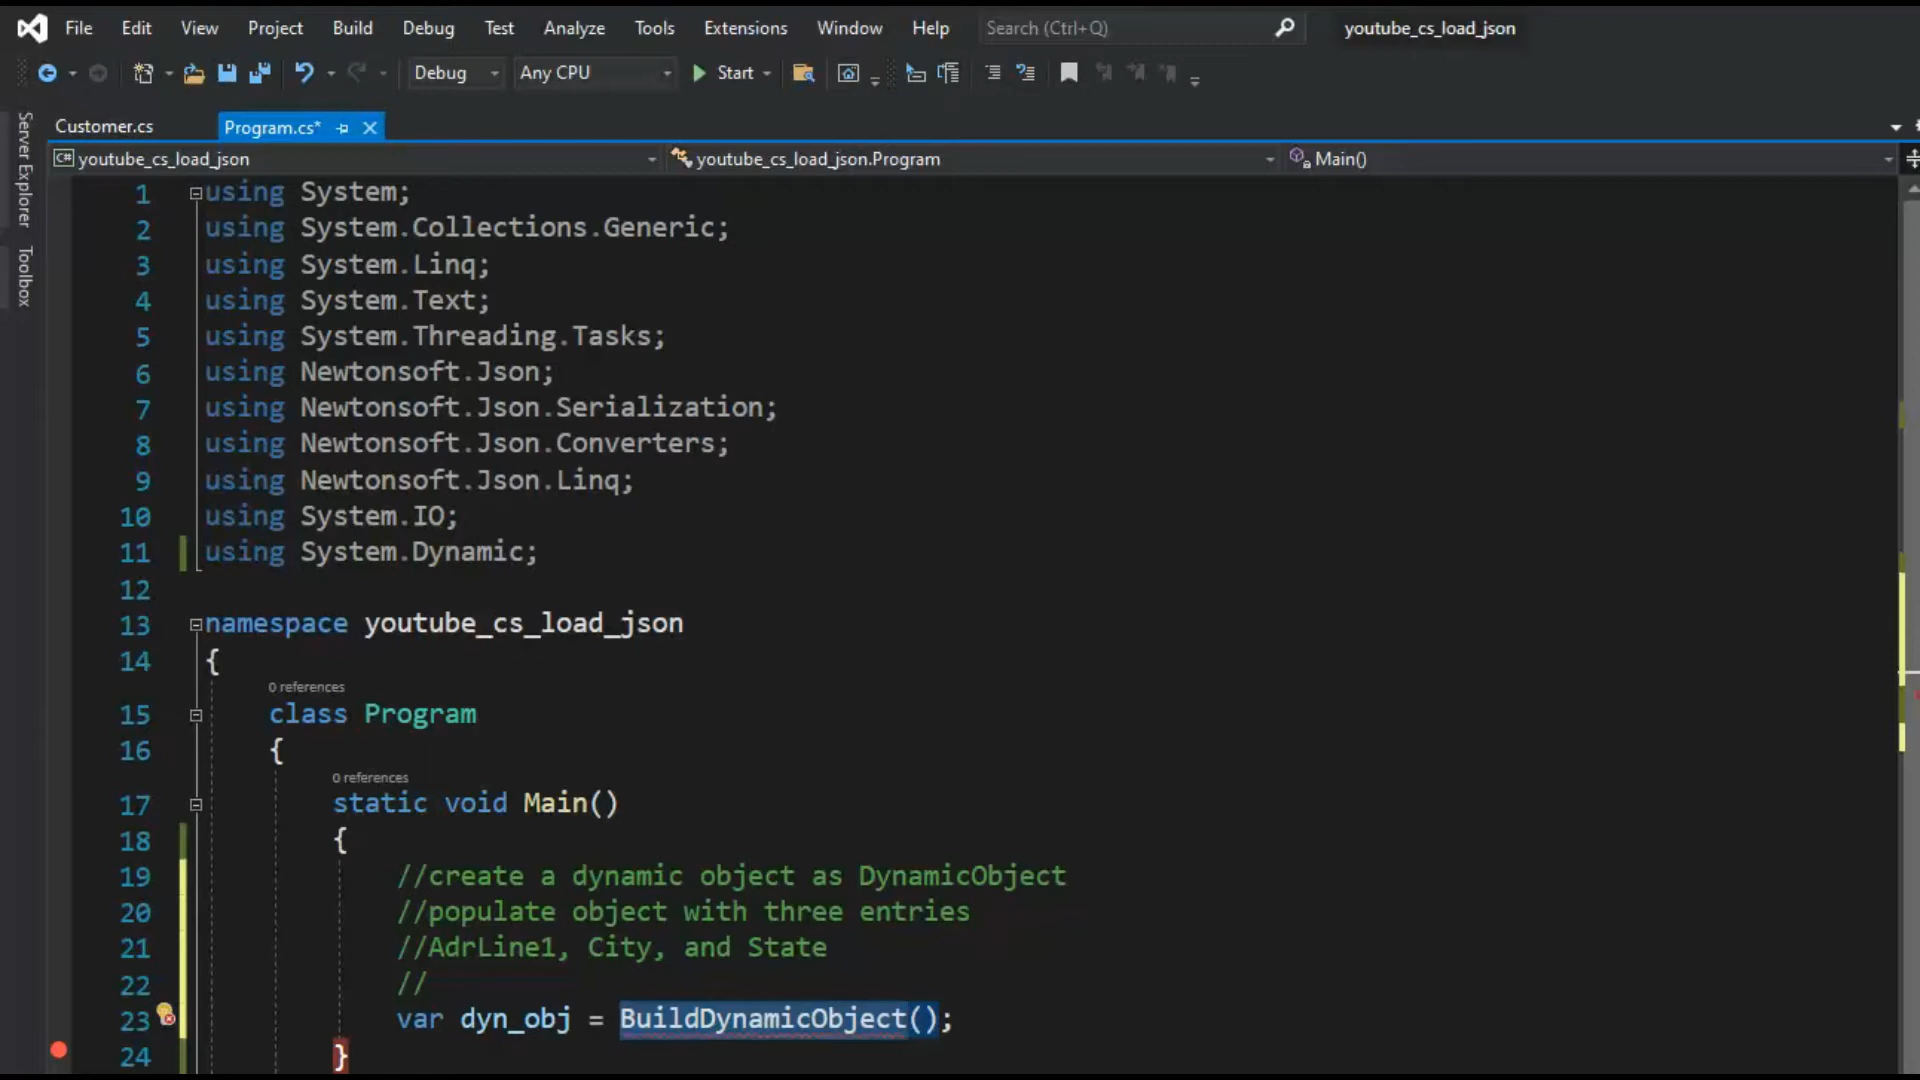 File Edit View Project Build Debug Test Analyze Tools Extensions Window Help Search (Ctrl+Q) youtube_cs_load_json
Debug Any CPU Start
Server Explorer
Toolbox
Customer.cs Program.cs*
C# youtube_cs_load_json youtube_cs_load_json.Program Main()
1 using System;
2 using System.Collections.Generic;
3 using System.Linq;
4 using System.Text;
5 using System.Threading.Tasks;
6 using Newtonsoft.Json;
7 using Newtonsoft.Json.Serialization;
8 using Newtonsoft.Json.Converters;
9 using Newtonsoft.Json.Linq;
10 using System.IO;
11 using System.Dynamic;
12
13 namespace youtube_cs_load_json
14 {
0 references
15 class Program
16 {
0 references
17 static void Main()
18 {
19 //create a dynamic object as DynamicObject
20 //populate object with three entries
21 //AdrLine1, City, and State
22 //
23 var dyn_obj = BuildDynamicObject();
24 }